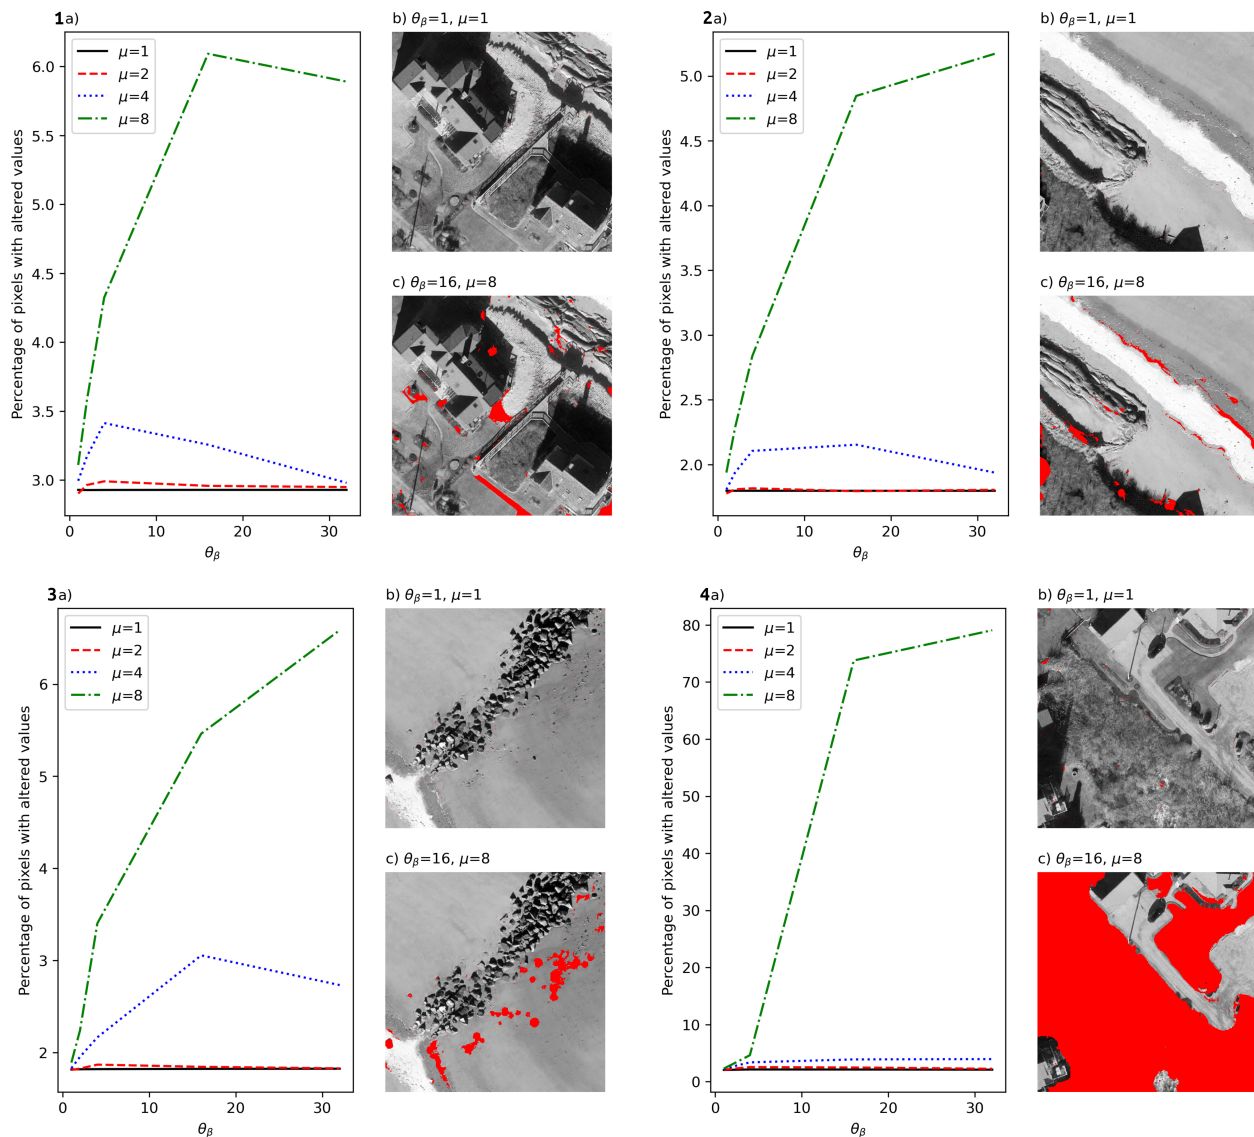 1a)
Percentage of pixels with altered values
6.0
5.5
5.0
4.5
4.0
3.5
3.0
μ=1
μ=2
μ=4
μ=8
0 10 20 30
θβ
b) θβ=1, μ=1
c) θβ=16, μ=8
2a)
Percentage of pixels with altered values
5.0
4.5
4.0
3.5
3.0
2.5
2.0
μ=1
μ=2
μ=4
μ=8
0 10 20 30
θβ
b) θβ=1, μ=1
c) θβ=16, μ=8
3a)
Percentage of pixels with altered values
6
5
4
3
2
μ=1
μ=2
μ=4
μ=8
0 10 20 30
θβ
b) θβ=1, μ=1
c) θβ=16, μ=8
4a)
Percentage of pixels with altered values
80
70
60
50
40
30
20
10
0
μ=1
μ=2
μ=4
μ=8
0 10 20 30
θβ
b) θβ=1, μ=1
c) θβ=16, μ=8